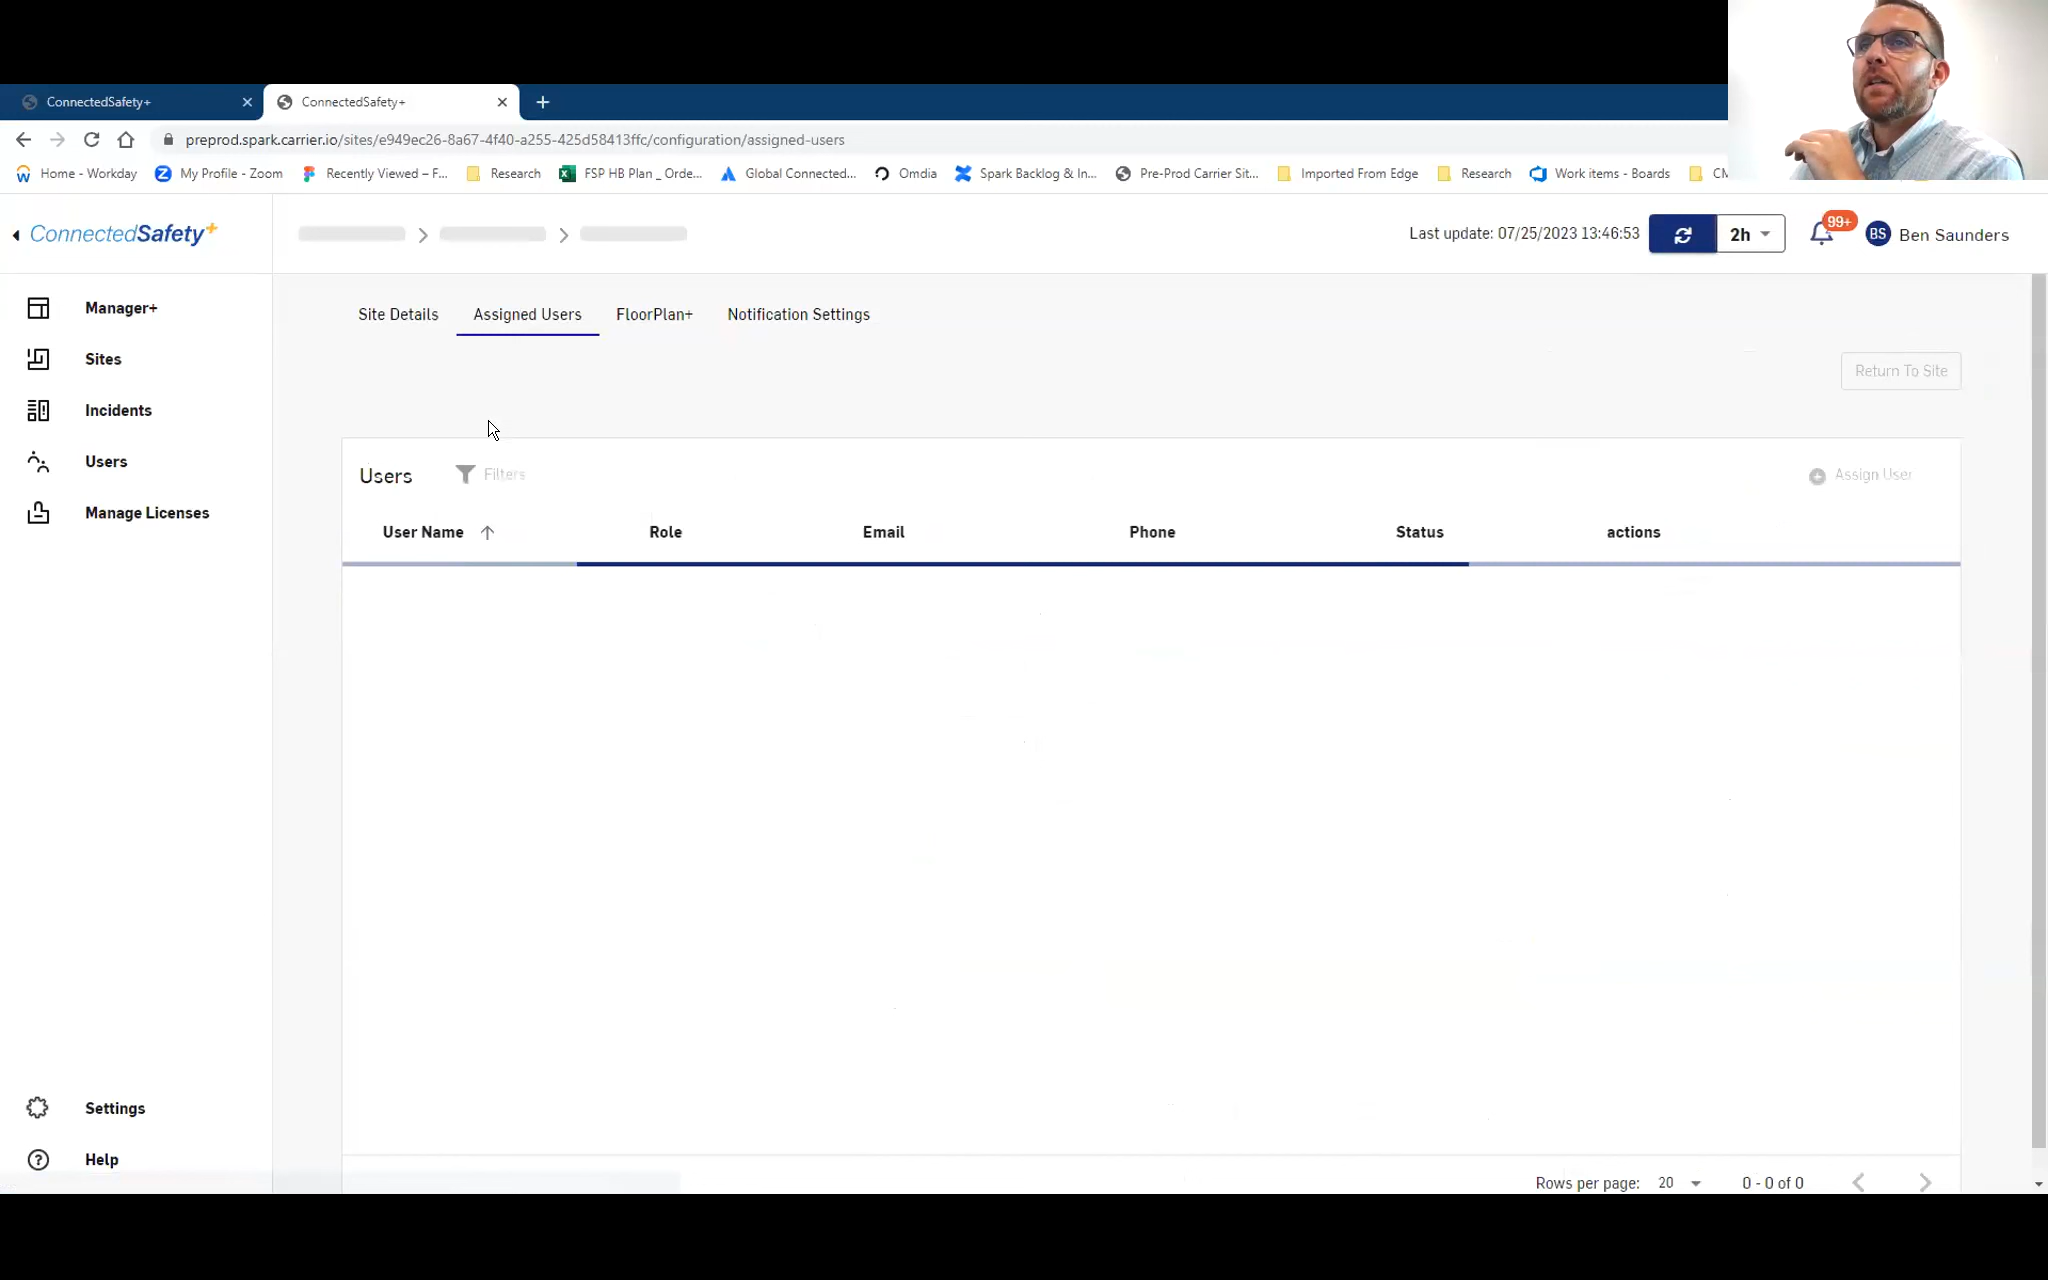 ConnectedSafety+
ConnectedSafety+
preprod.spark.carrier.io/sites/e949ec26-8a67-4f40-a255-425d58413ffc/configuration/assigned-users
Home - Workday
My Profile - Zoom
Recently Viewed – F...
Research
FSP HB Plan _ Orde...
Global Connected...
Omdia
Spark Backlog & In...
Pre-Prod Carrier Sit...
Imported From Edge
Research
Work items - Boards
CM
ConnectedSafety+
Last update: 07/25/2023 13:46:53
2h
99+
BS
Ben Saunders
Manager+
Sites
Incidents
Users
Manage Licenses
Settings
Help
Site Details
Assigned Users
FloorPlan+
Notification Settings
Return To Site
Users
Filters
Assign User
User Name
Role
Email
Phone
Status
actions
Rows per page: 20
0 - 0 of 0